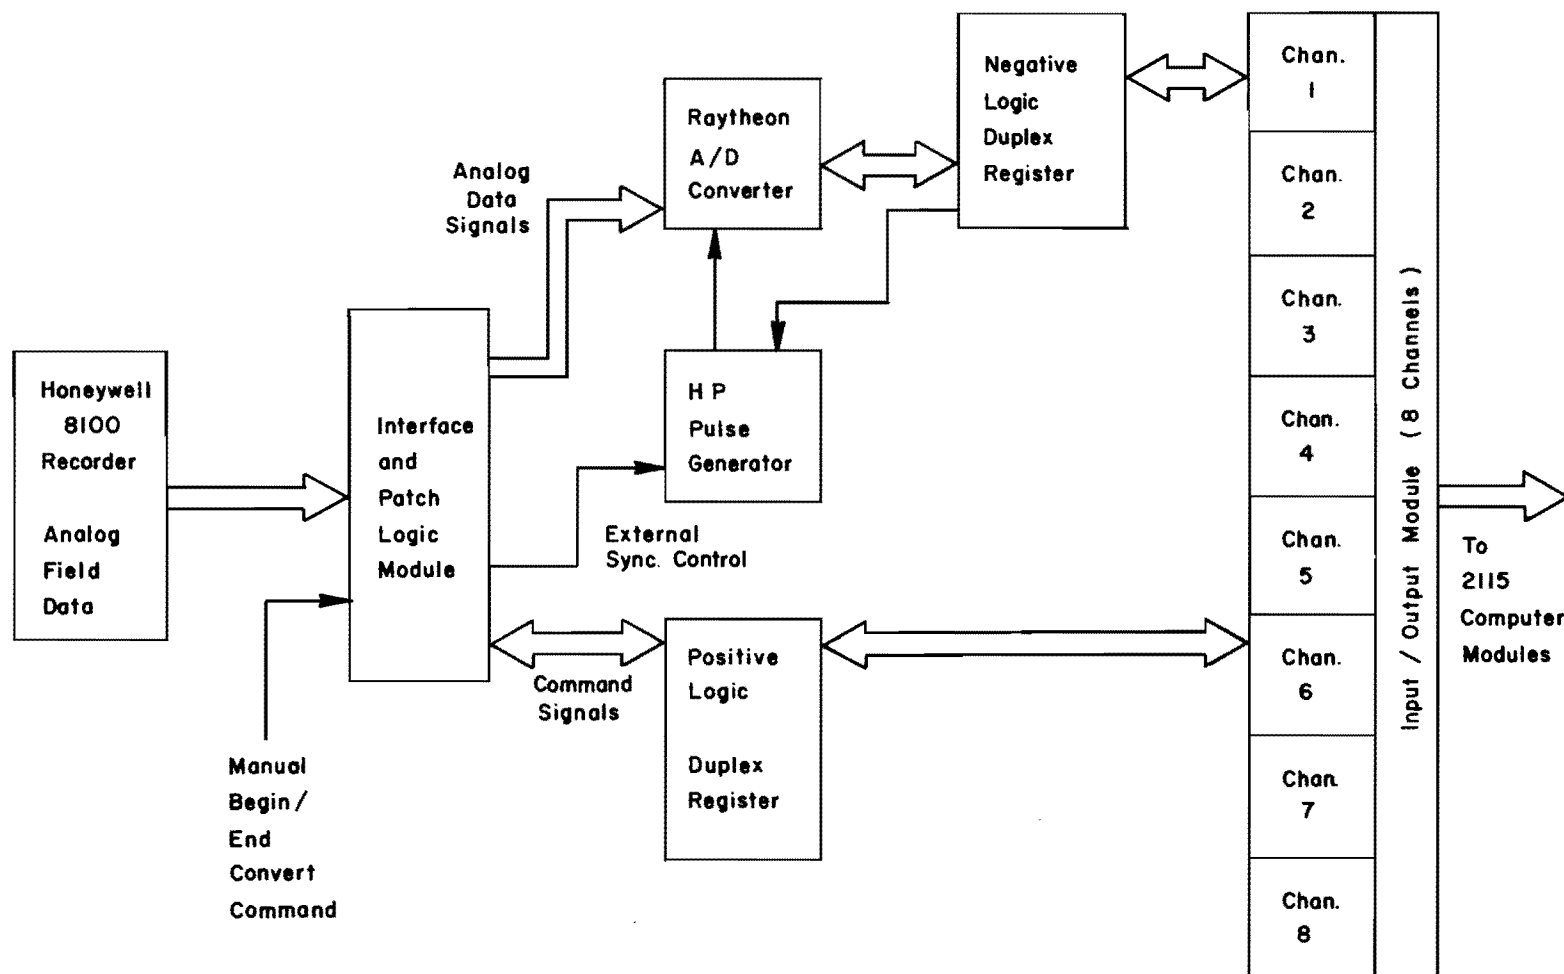 Honeywell
8100
Recorder
Analog
Field
Data
Manual
Begin/
End
Convert
Command
Interface
and
Patch
Logic
Module
Analog
Data
Signals
Raytheon
A/D
Converter
HP
Pulse
Generator
External
Sync. Control
Command
Signals
Positive
Logic
Duplex
Register
Negative
Logic
Duplex
Register
Chan.
1
Chan.
2
Chan.
3
Chan.
4
Chan.
5
Chan.
6
Chan.
7
Chan.
8
Input / Output Module (8 Channels)
To
2115
Computer
Modules